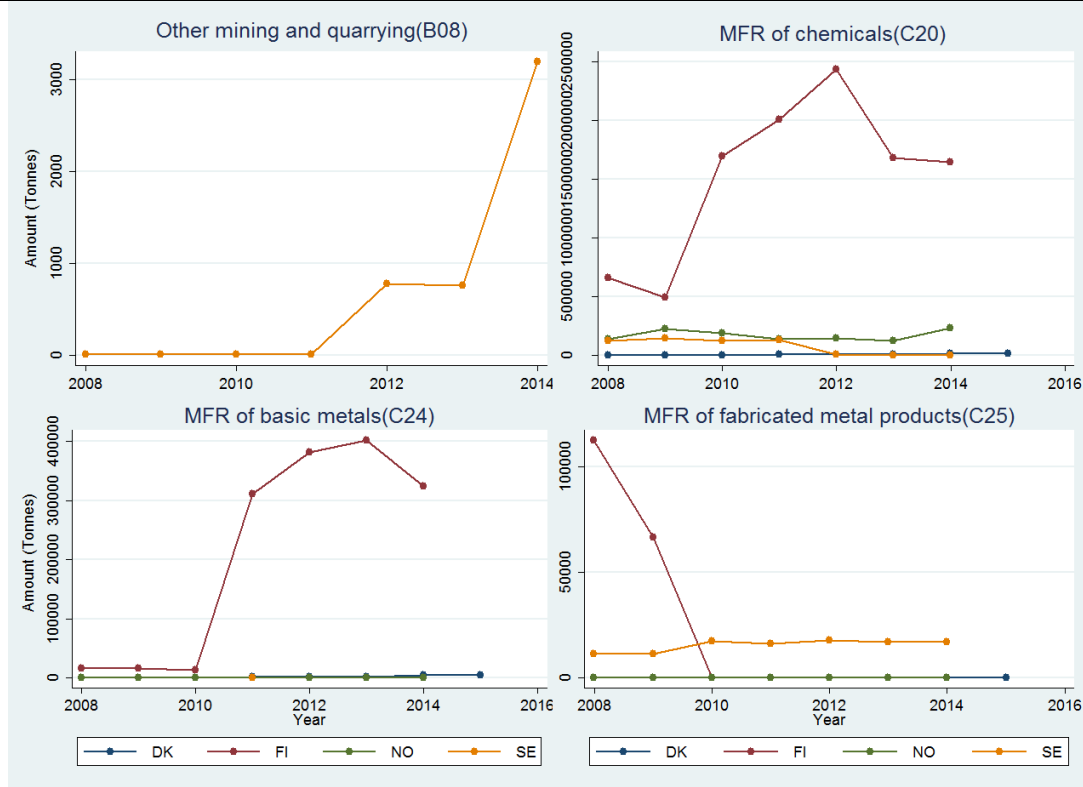 Other mining and quarrying(B08)
Amount (Tonnes)
3000
2000
1000
0
2008 2010 2012 2014
MFR of chemicals(C20)
2500000
2000000
1500000
1000000
500000
0
2008 2010 2012 2014 2016
MFR of basic metals(C24)
Amount (Tonnes)
400000
300000
200000
100000
0
2008 2010 2012 2014 2016
Year
DK FI NO SE
MFR of fabricated metal products(C25)
100000
50000
0
2008 2010 2012 2014 2016
Year
DK FI NO SE